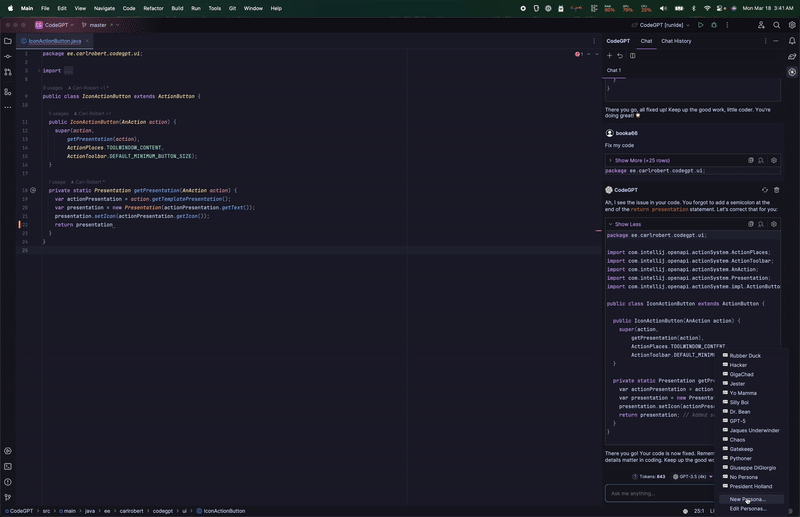 Main File Edit View Navigate Code Refactor Build Run Tools Git Window Help
Mon Mar 18 3:41 AM
CodeGPT master
CodeGPT [runIde]
IconActionButton.java
CodeGPT Chat Chat History
1 package ee.carlrobert.codegpt.ui;
1
3 import ...
Chat 1
8 usages Carl-Robert +1 *
9 public class IconActionButton extends ActionButton {
10
5 usages Carl-Robert +1
11 public IconActionButton(AnAction action) {
12 super(action,
13 getPresentation(action),
14 ActionPlaces.TOOLWINDOW_CONTENT,
15 ActionToolbar.DEFAULT_MINIMUM_BUTTON_SIZE);
16 }
17
1 usage Carl-Robert *
18 private static Presentation getPresentation(AnAction action) {
19 var actionPresentation = action.getTemplatePresentation();
20 var presentation = new Presentation(actionPresentation.getText());
21 presentation.setIcon(actionPresentation.getIcon());
22 return presentation
23 }
24 }
25
}
}
There you go, all fixed up! Keep up the good work, little coder. You're
doing great!
booka66
Fix my code
Show More (+25 rows)
package ee.carlrobert.codegpt.ui;
CodeGPT
Ah, I see the issue in your code. You forgot to add a semicolon at the
end of the return presentation statement. Let's correct that for you:
Show Less
package ee.carlrobert.codegpt.ui;
import com.intellij.openapi.actionSystem.ActionPlaces;
import com.intellij.openapi.actionSystem.ActionToolbar;
import com.intellij.openapi.actionSystem.AnAction;
import com.intellij.openapi.actionSystem.Presentation;
import com.intellij.openapi.actionSystem.impl.ActionButto
public class IconActionButton extends ActionButton {
public IconActionButton(AnAction action) {
super(action,
getPresentation(action),
ActionPlaces.TOOLWINDOW_CONTENT,
ActionToolbar.DEFAULT_MINIM
}
private static Presentation getPre
var actionPresentation = action
var presentation = new Presenta
presentation.setIcon(actionPres
return presentation; // Added s
}
}
There you go! Your code is now fixed. Remem
details matter in coding. Keep up the good wo
Tokens: 643 GPT-3.5 (4k)
Ask me anything...
Rubber Duck
Hacker
GigaChad
Jester
Yo Mamma
Silly Boi
Dr. Bean
GPT-5
Jaques Underwinder
Chaos
Gatekeep
Pythoner
Giuseppe DiGiorgio
No Persona
President Holland
New Persona...
Edit Personas...
CodeGPT src main java ee carlrobert codegpt ui IconActionButton
25:1